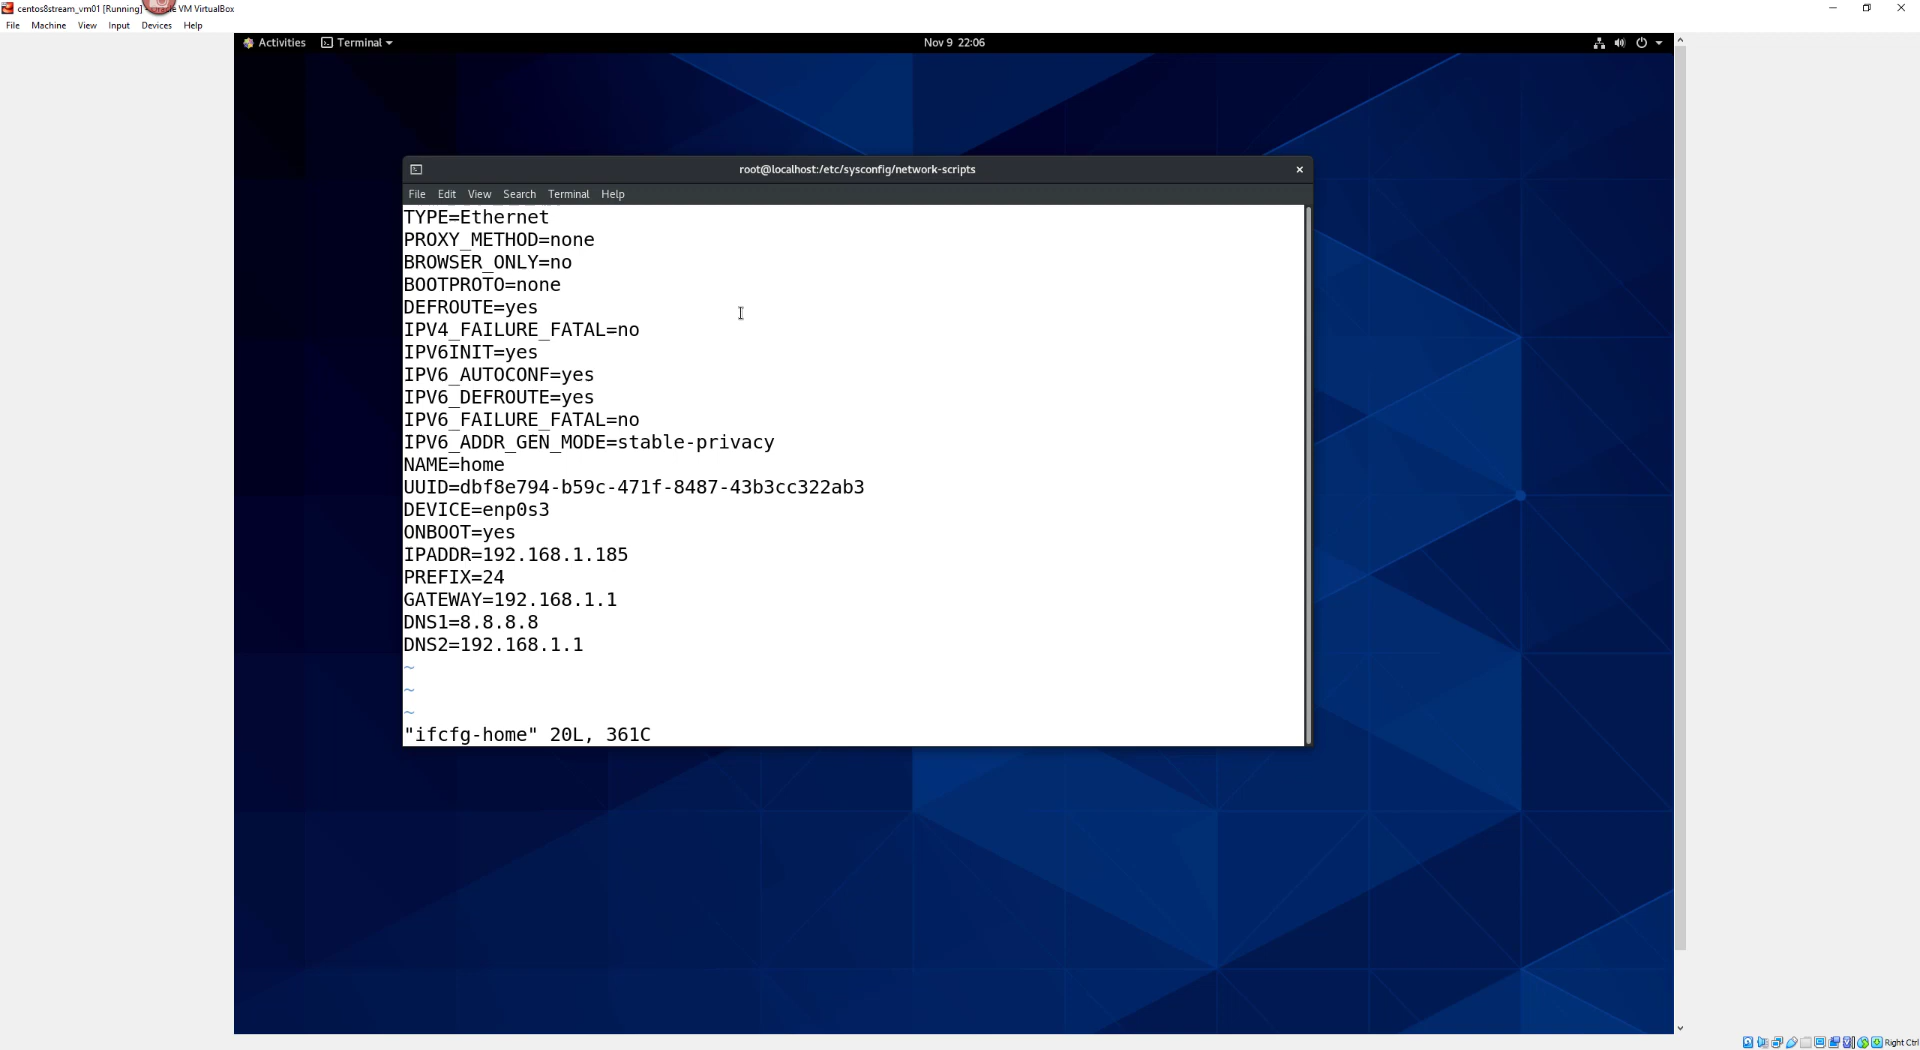 centos8stream_vm01 [Running] - VM VirtualBox
File Machine View Input Devices Help
Activities Terminal Nov 9 22:06
root@localhost:/etc/sysconfig/network-scripts
File Edit View Search Terminal Help
TYPE=Ethernet
PROXY_METHOD=none
BROWSER_ONLY=no
BOOTPROTO=none
DEFROUTE=yes
IPV4_FAILURE_FATAL=no
IPV6INIT=yes
IPV6_AUTOCONF=yes
IPV6_DEFROUTE=yes
IPV6_FAILURE_FATAL=no
IPV6_ADDR_GEN_MODE=stable-privacy
NAME=home
UUID=dbf8e794-b59c-471f-8487-43b3cc322ab3
DEVICE=enp0s3
ONBOOT=yes
IPADDR=192.168.1.185
PREFIX=24
GATEWAY=192.168.1.1
DNS1=8.8.8.8
DNS2=192.168.1.1
~
~
~
"ifcfg-home" 20L, 361C
Right Ctrl